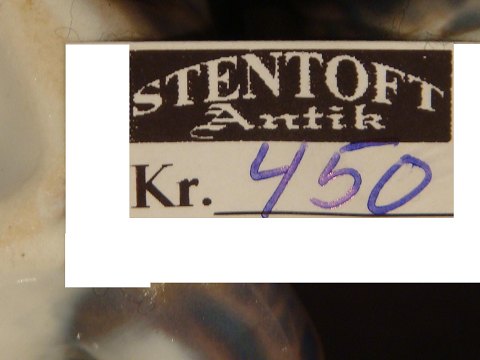 STENTOFT
Antik
Kr. 450